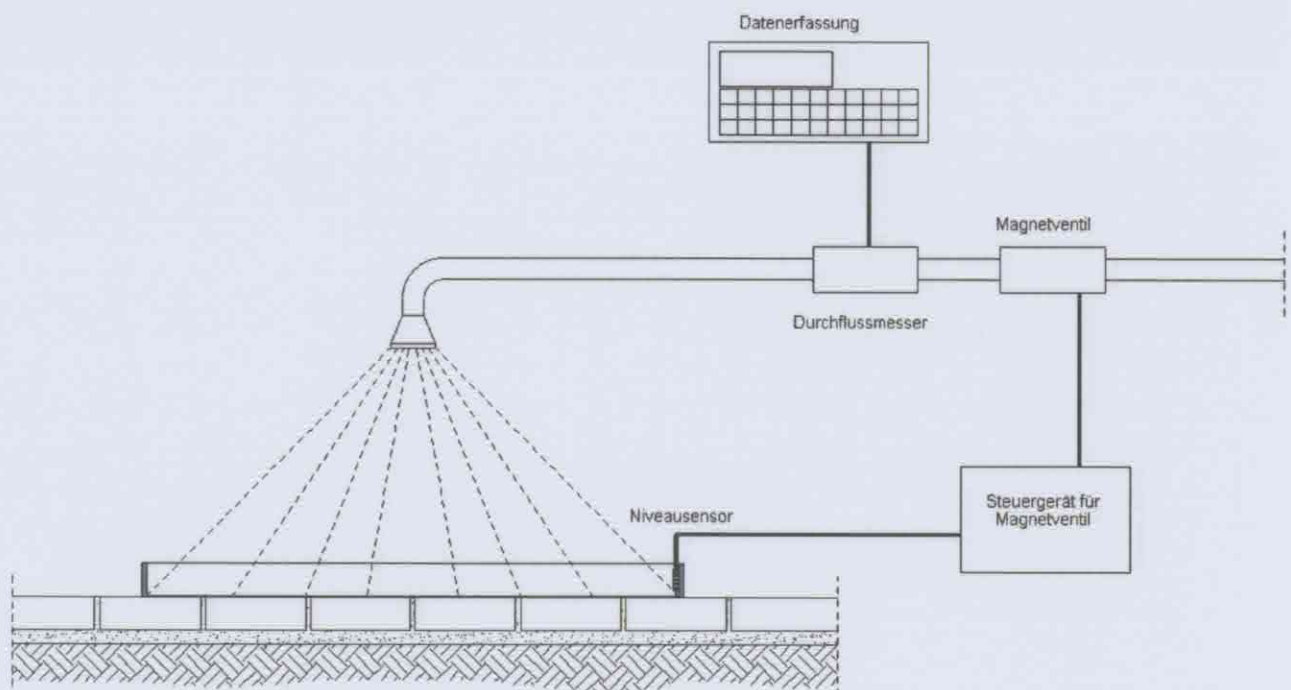 Datenerfassung
Magnetventil
Durchflussmesser
Niveausensor
Steuergerät für
Magnetventil